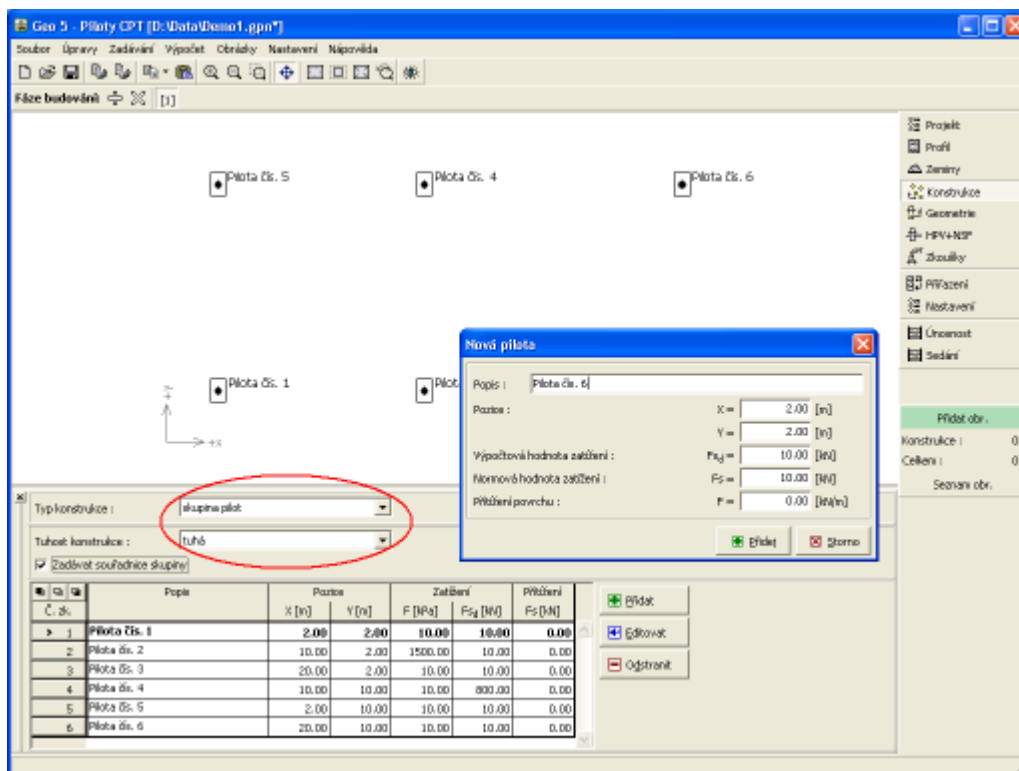 Geo 5 - Piloty CPT [D:\Data\Demo1.gpn*]
Soubor Úpravy Zadávání Výpočet Obrázky Nastavení Nápověda
Fáze budování: [1]
Pilota čís. 5
Pilota čís. 4
Pilota čís. 6
Pilota čís. 1
+z
+x
Projekt
Profil
Zeminy
Konstrukce
Geometrie
HPV+NSF
Zkoušky
Přiřazení
Nastavení
Únosnost
Sedání
Přidat obr.
Konstrukce : 0
Celkem : 0
Seznam obr.
Nová pilota
Popis : Pilota čís. 6
Pozice : X = 2.00 [m]
Y = 2.00 [m]
Výpočtová hodnota zatížení : Fsd = 10.00 [kN]
Normová hodnota zatížení : Fs = 10.00 [kN]
Přitížení povrchu : F = 0.00 [kN/m]
Přidej Storno
Typ konstrukce : skupina pilot
Tuhost konstrukce : tuhá
Zadávat souřadnice skupiny
Popis Pozice Zatížení Přitížení
Č. zk. X [m] Y [m] F [kPa] Fsd [kN] Fs [kN]
> 1 Pilota čís. 1 2.00 2.00 10.00 10.00 0.00
2 Pilota čís. 2 10.00 2.00 1500.00 10.00 0.00
3 Pilota čís. 3 20.00 2.00 10.00 10.00 0.00
4 Pilota čís. 4 10.00 10.00 10.00 800.00 0.00
5 Pilota čís. 5 2.00 10.00 10.00 10.00 0.00
6 Pilota čís. 6 20.00 10.00 10.00 10.00 0.00
Přidat
Editovat
Odstranit